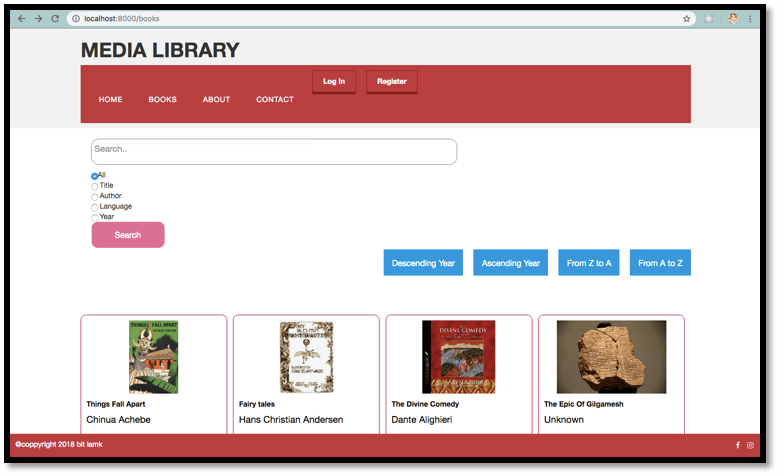 localhost:8000/books
MEDIA LIBRARY
Log In Register
HOME BOOKS ABOUT CONTACT
Search..
All
Title
Author
Language
Year
Search
Descending Year Ascending Year From Z to A From A to Z
THINGS FALL APART
DIVINE COMEDY
Things Fall Apart Fairy tales The Divine Comedy The Epic Of Gilgamesh
Chinua Achebe Hans Christian Andersen Dante Alighieri Unknown
©coppyright 2018 bit lamk